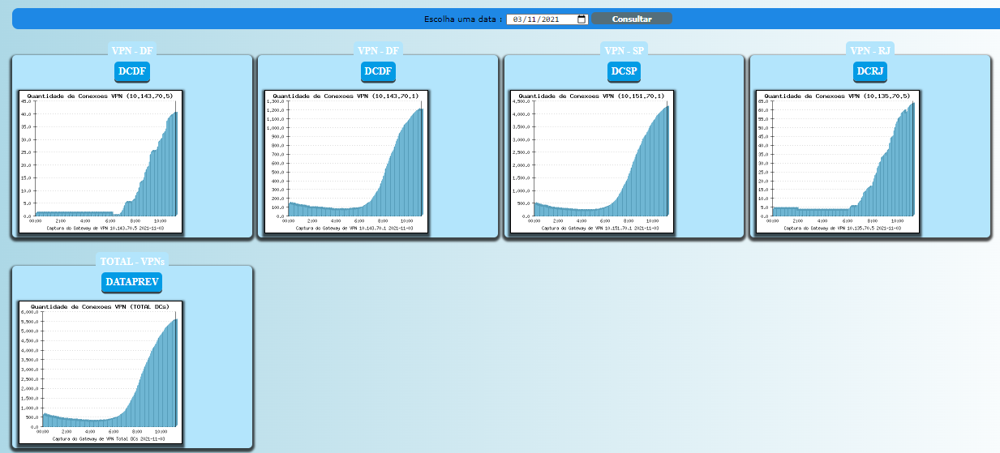 Escolha uma data : 03/11/2021 Consultar
VPN - DF
DCDF
Quantidade de Conexoes VPN (10.143.70.5)
45.0
40.0
35.0
30.0
25.0
20.0
15.0
10.0
5.0
0.0
00:00 2:00 4:00 6:00 8:00 10:00
Captura do Gateway de VPN 10.143.70.5 2021-11-03
VPN - DF
DCDF
Quantidade de Conexoes VPN (10.143.70.1)
1,300.0
1,200.0
1,100.0
1,000.0
900.0
800.0
700.0
600.0
500.0
400.0
300.0
200.0
100.0
0.0
00:00 2:00 4:00 6:00 8:00 10:00
Captura do Gateway de VPN 10.143.70.1 2021-11-03
VPN - SP
DCSP
Quantidade de Conexoes VPN (10.151.70.1)
4,500.0
4,000.0
3,500.0
3,000.0
2,500.0
2,000.0
1,500.0
1,000.0
500.0
0.0
00:00 2:00 4:00 6:00 8:00 10:00
Captura do Gateway de VPN 10.151.70.1 2021-11-03
VPN - RJ
DCRJ
Quantidade de Conexoes VPN (10.135.70.5)
65.0
60.0
55.0
50.0
45.0
40.0
35.0
30.0
25.0
20.0
15.0
10.0
5.0
0.0
00:00 2:00 4:00 6:00 8:00 10:00
Captura do Gateway de VPN 10.135.70.5 2021-11-03
TOTAL - VPNs
DATAPREV
Quantidade de Conexoes VPN (TOTAL DCs)
6,000.0
5,500.0
5,000.0
4,500.0
4,000.0
3,500.0
3,000.0
2,500.0
2,000.0
1,500.0
1,000.0
500.0
0.0
00:00 2:00 4:00 6:00 8:00 10:00
Captura do Gateway de VPN Total DCs 2021-11-03